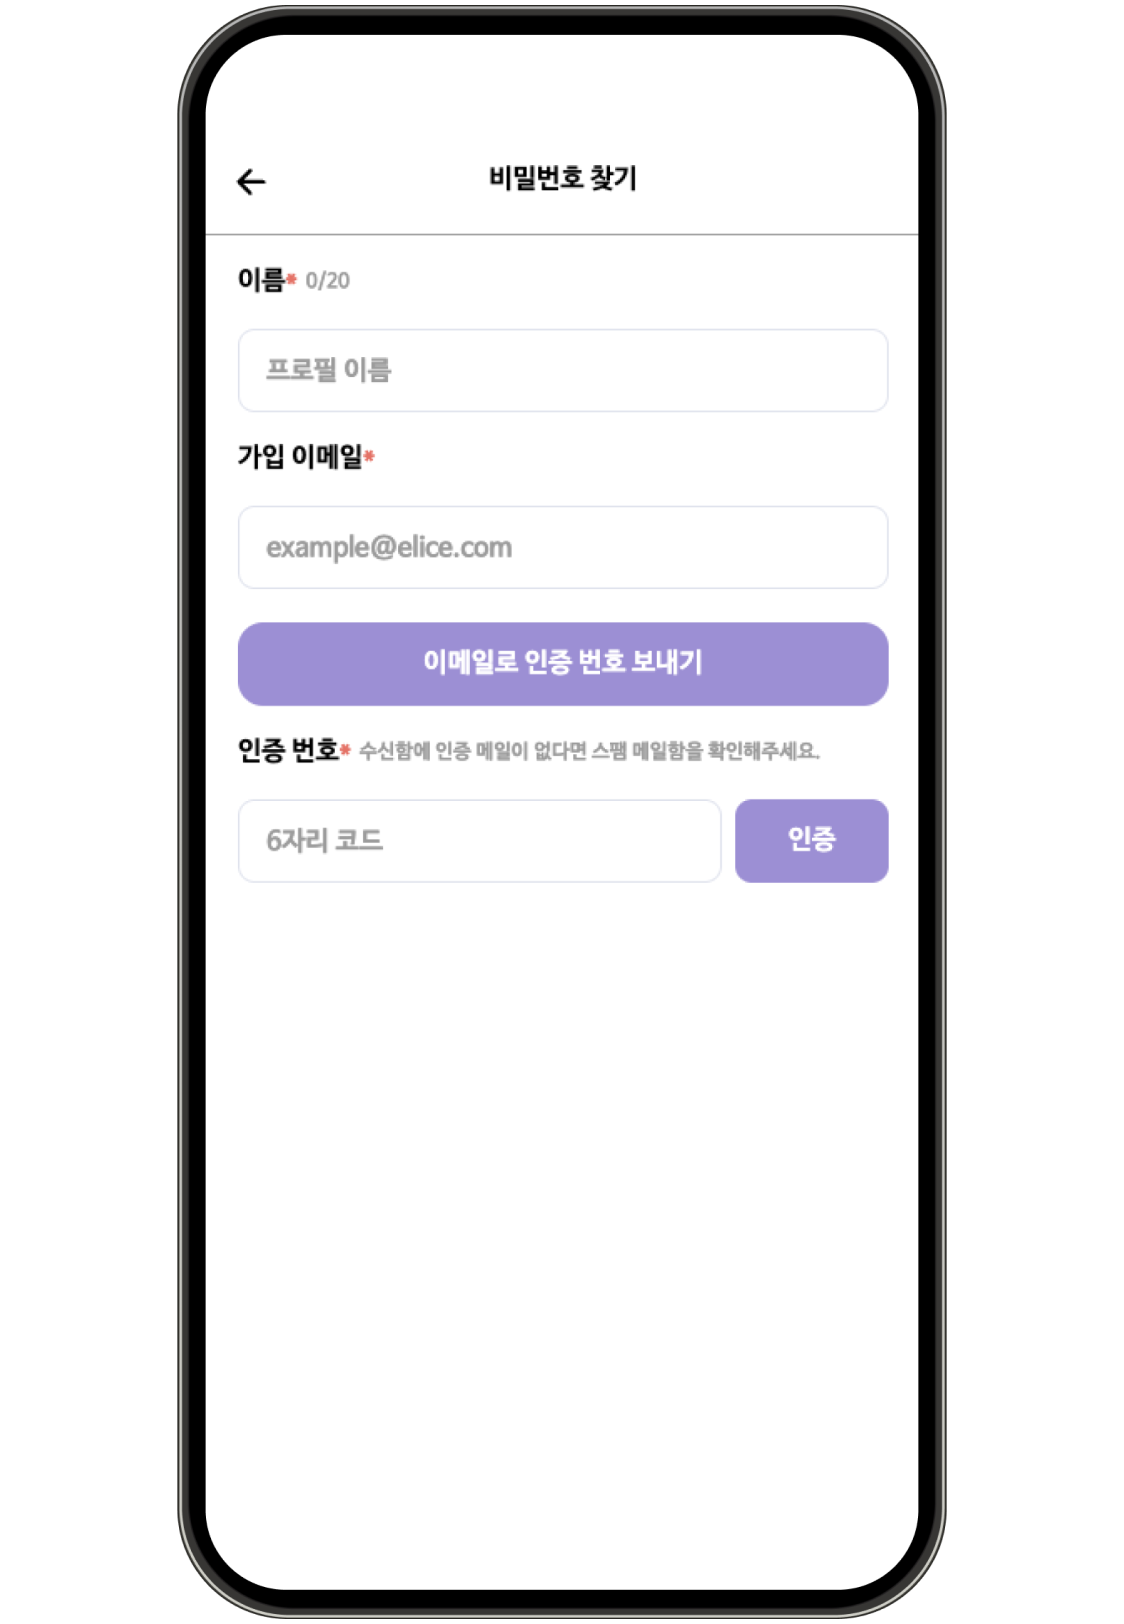 비밀번호 찾기
이름* 0/20
프로필 이름
가입 이메일*
example@elice.com
이메일로 인증 번호 보내기
인증 번호* 수신함에 인증 메일이 없다면 스팸 메일함을 확인해주세요.
6자리 코드
인증